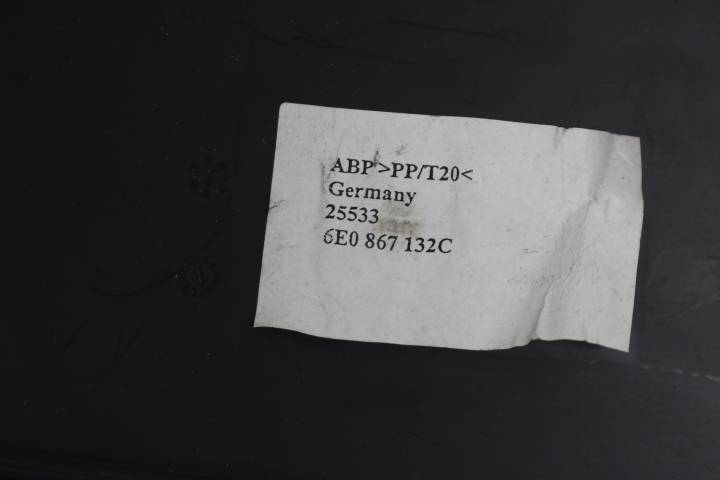 ABP >PP/T20<
Germany
25533
6E0 867 132C